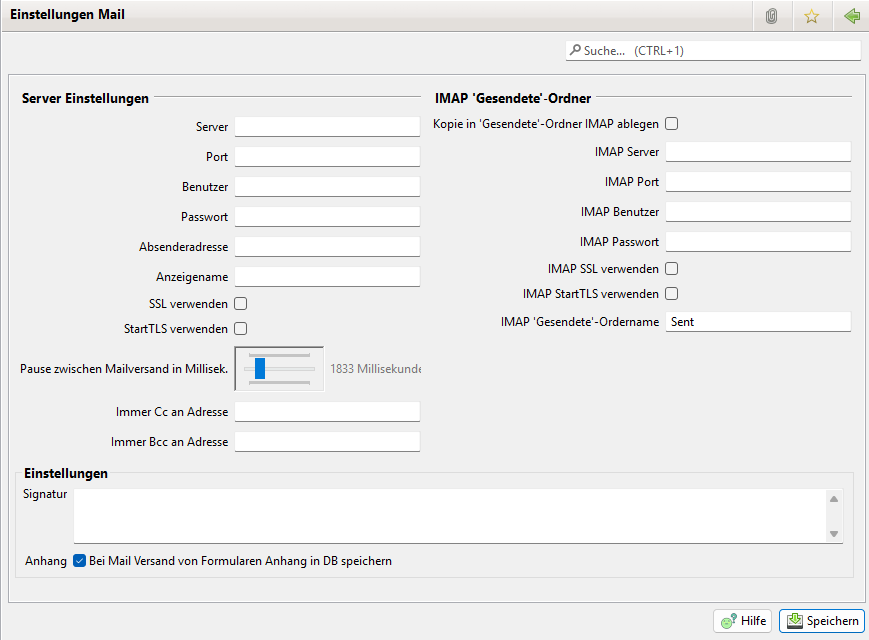 Einstellungen Mail
Suche... (CTRL+1)
Server Einstellungen
Server
Port
Benutzer
Passwort
Absenderadresse
Anzeigename
SSL verwenden
StartTLS verwenden
Pause zwischen Mailversand in Millisek.
1833 Millisekunde
Immer Cc an Adresse
Immer Bcc an Adresse
IMAP 'Gesendete'-Ordner
Kopie in 'Gesendete'-Ordner IMAP ablegen
IMAP Server
IMAP Port
IMAP Benutzer
IMAP Passwort
IMAP SSL verwenden
IMAP StartTLS verwenden
IMAP 'Gesendete'-Ordername Sent
Einstellungen
Signatur
Anhang Bei Mail Versand von Formularen Anhang in DB speichern
Hilfe Speichern